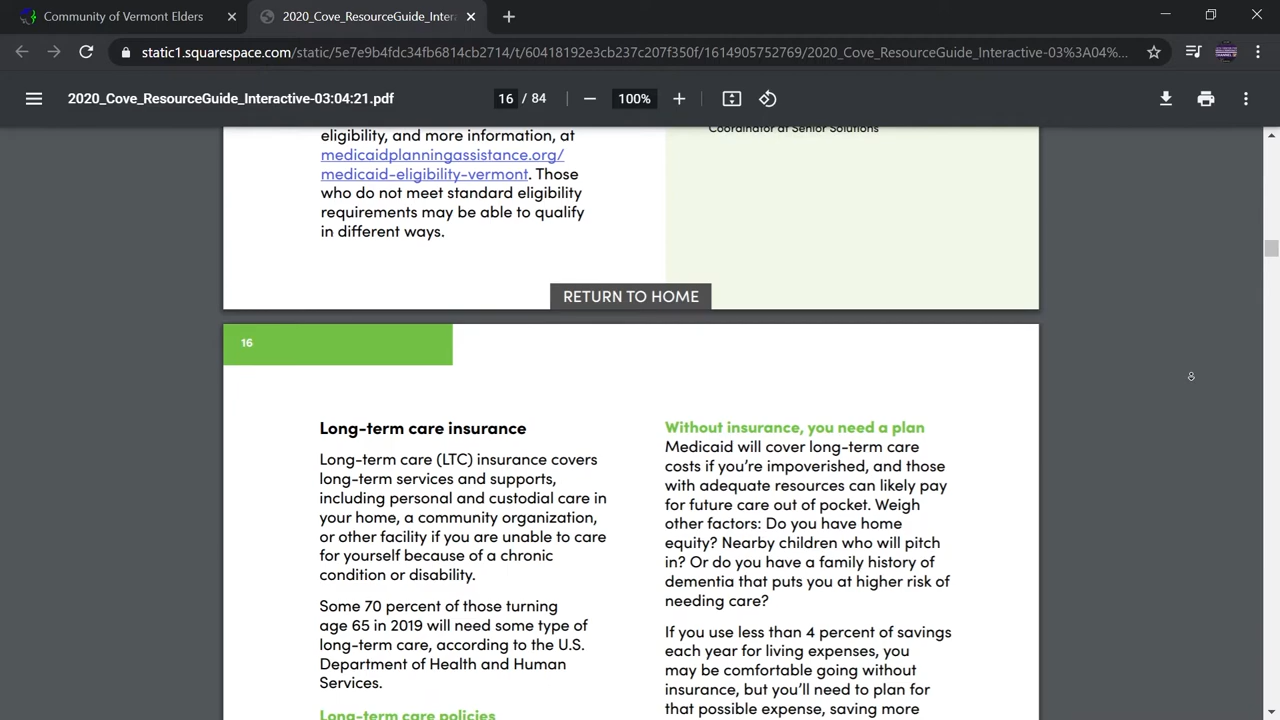 Community of Vermont Elders
2020_Cove_ResourceGuide_Inter
static1.squarespace.com/static/5e7e9b4fdc34fb6814cb2714/t/60418192e3cb237c207f350f/1614905752769/2020_Cove_ResourceGuide_Interactive-03%3A04%...
2020_Cove_ResourceGuide_Interactive-03:04:21.pdf
16 / 84
100%
eligibility, and more information, at
medicaidplanningassistance.org/
medicaid-eligibility-vermont. Those
who do not meet standard eligibility
requirements may be able to qualify
in different ways.
Coordinator at Senior Solutions
RETURN TO HOME
16
Long-term care insurance
Long-term care (LTC) insurance covers
long-term services and supports,
including personal and custodial care in
your home, a community organization,
or other facility if you are unable to care
for yourself because of a chronic
condition or disability.
Some 70 percent of those turning
age 65 in 2019 will need some type of
long-term care, according to the U.S.
Department of Health and Human
Services.
Long-term care policies
Without insurance, you need a plan
Medicaid will cover long-term care
costs if you're impoverished, and those
with adequate resources can likely pay
for future care out of pocket. Weigh
other factors: Do you have home
equity? Nearby children who will pitch
in? Or do you have a family history of
dementia that puts you at higher risk of
needing care?
If you use less than 4 percent of savings
each year for living expenses, you
may be comfortable going without
insurance, but you'll need to plan for
that possible expense, saving more